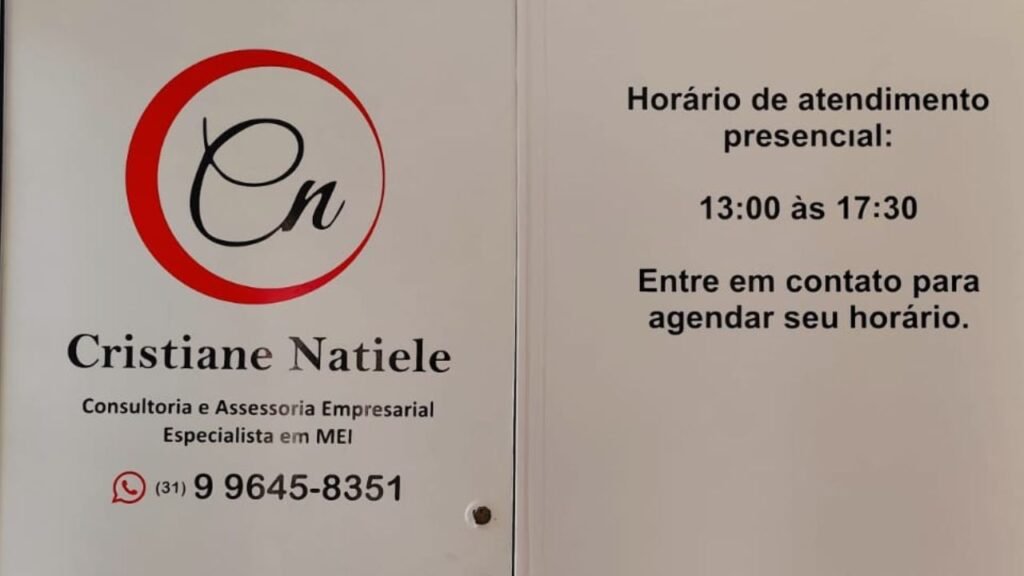 Cn
Cristiane Natiele
Consultoria e Assessoria Empresarial
Especialista em MEI
(31) 9 9645-8351
Horário de atendimento
presencial:
13:00 às 17:30
Entre em contato para
agendar seu horário.